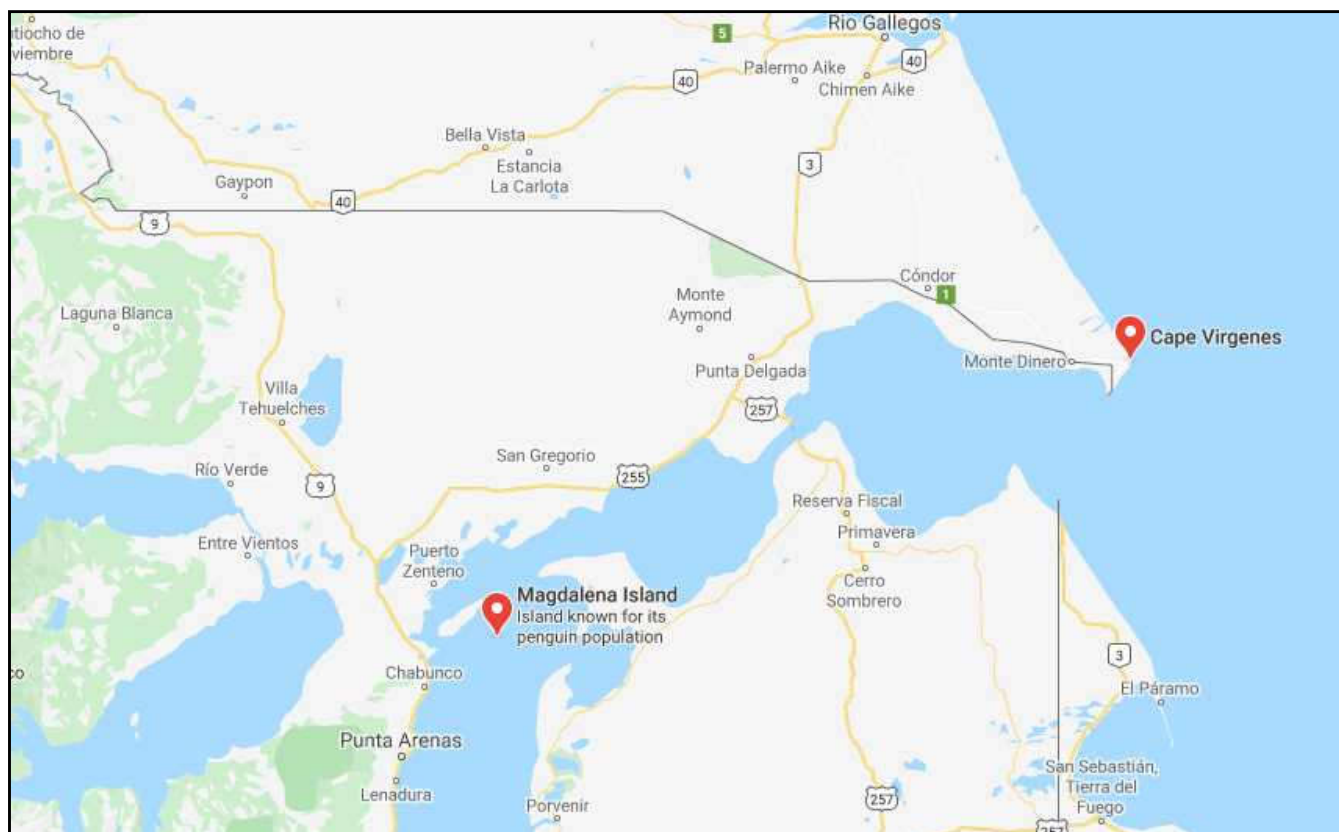 Rio Gallegos
tiocho de
viembre
5
40
Palermo Aike
40
Chimen Aike
Bella Vista
Estancia
La Carlota
3
Gaypon
40
9
Cóndor
1
Monte
Aymond
Laguna Blanca
Cape Virgenes
Monte Dinero
Punta Delgada
Villa
Tehuelches
257
San Gregorio
255
Río Verde
9
Reserva Fiscal
Primavera
Entre Vientos
Puerto
Zenteno
Cerro
Sombrero
Magdalena Island
Island known for its
penguin population
3
co
Chabunco
El Páramo
Punta Arenas
San Sebastián,
Tierra del
Fuego
Lenadura
257
Porvenir
257